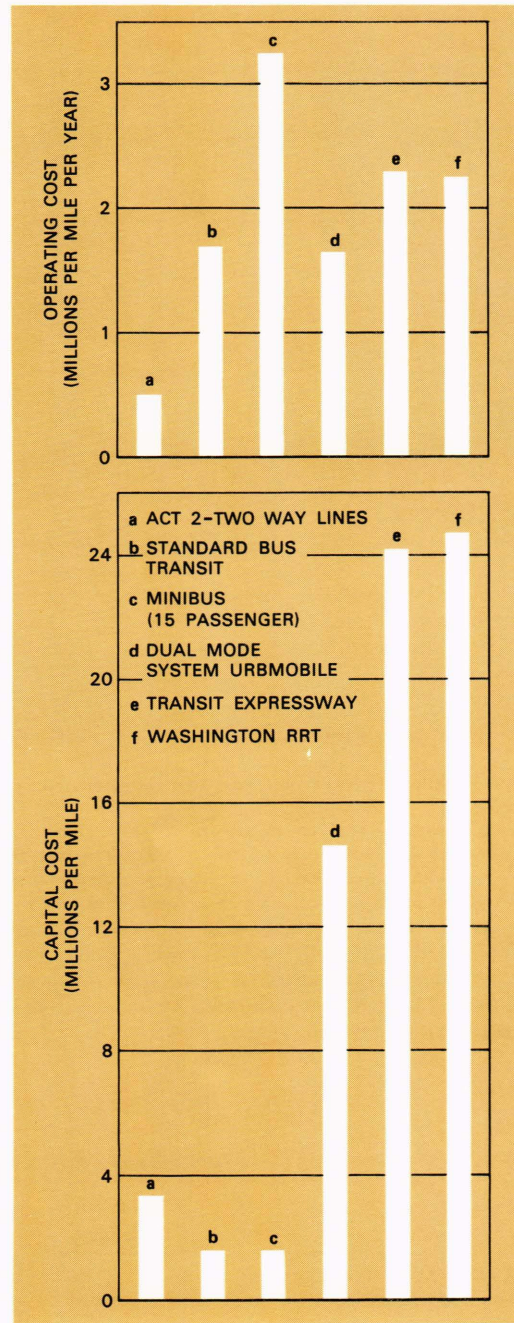 OPERATING COST
(MILLIONS PER MILE PER YEAR)
3
2
1
0
a
b
c
d
e
f
CAPITAL COST
(MILLIONS PER MILE)
24
20
16
12
8
4
0
a ACT 2-TWO WAY LINES
b STANDARD BUS
TRANSIT
c MINIBUS
(15 PASSENGER)
d DUAL MODE
SYSTEM URBMOBILE
e TRANSIT EXPRESSWAY
f WASHINGTON RRT
a
b
c
d
e
f